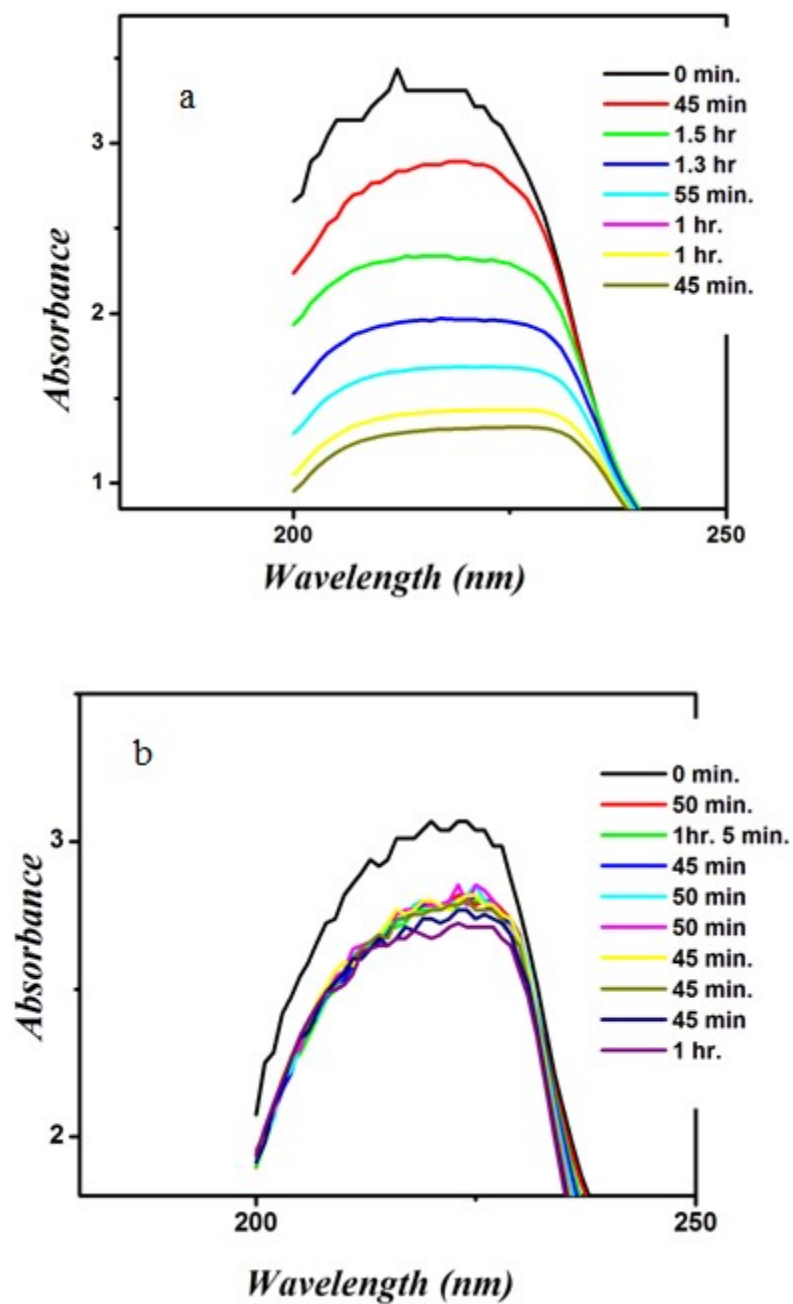 a
0 min.
45 min
1.5 hr
1.3 hr
55 min.
1 hr.
1 hr.
45 min.
3
2
1
Absorbance
200
250
Wavelength (nm)
b
0 min.
50 min.
1hr. 5 min.
45 min
50 min
50 min
45 min.
45 min.
45 min
1 hr.
3
2
Absorbance
200
250
Wavelength (nm)